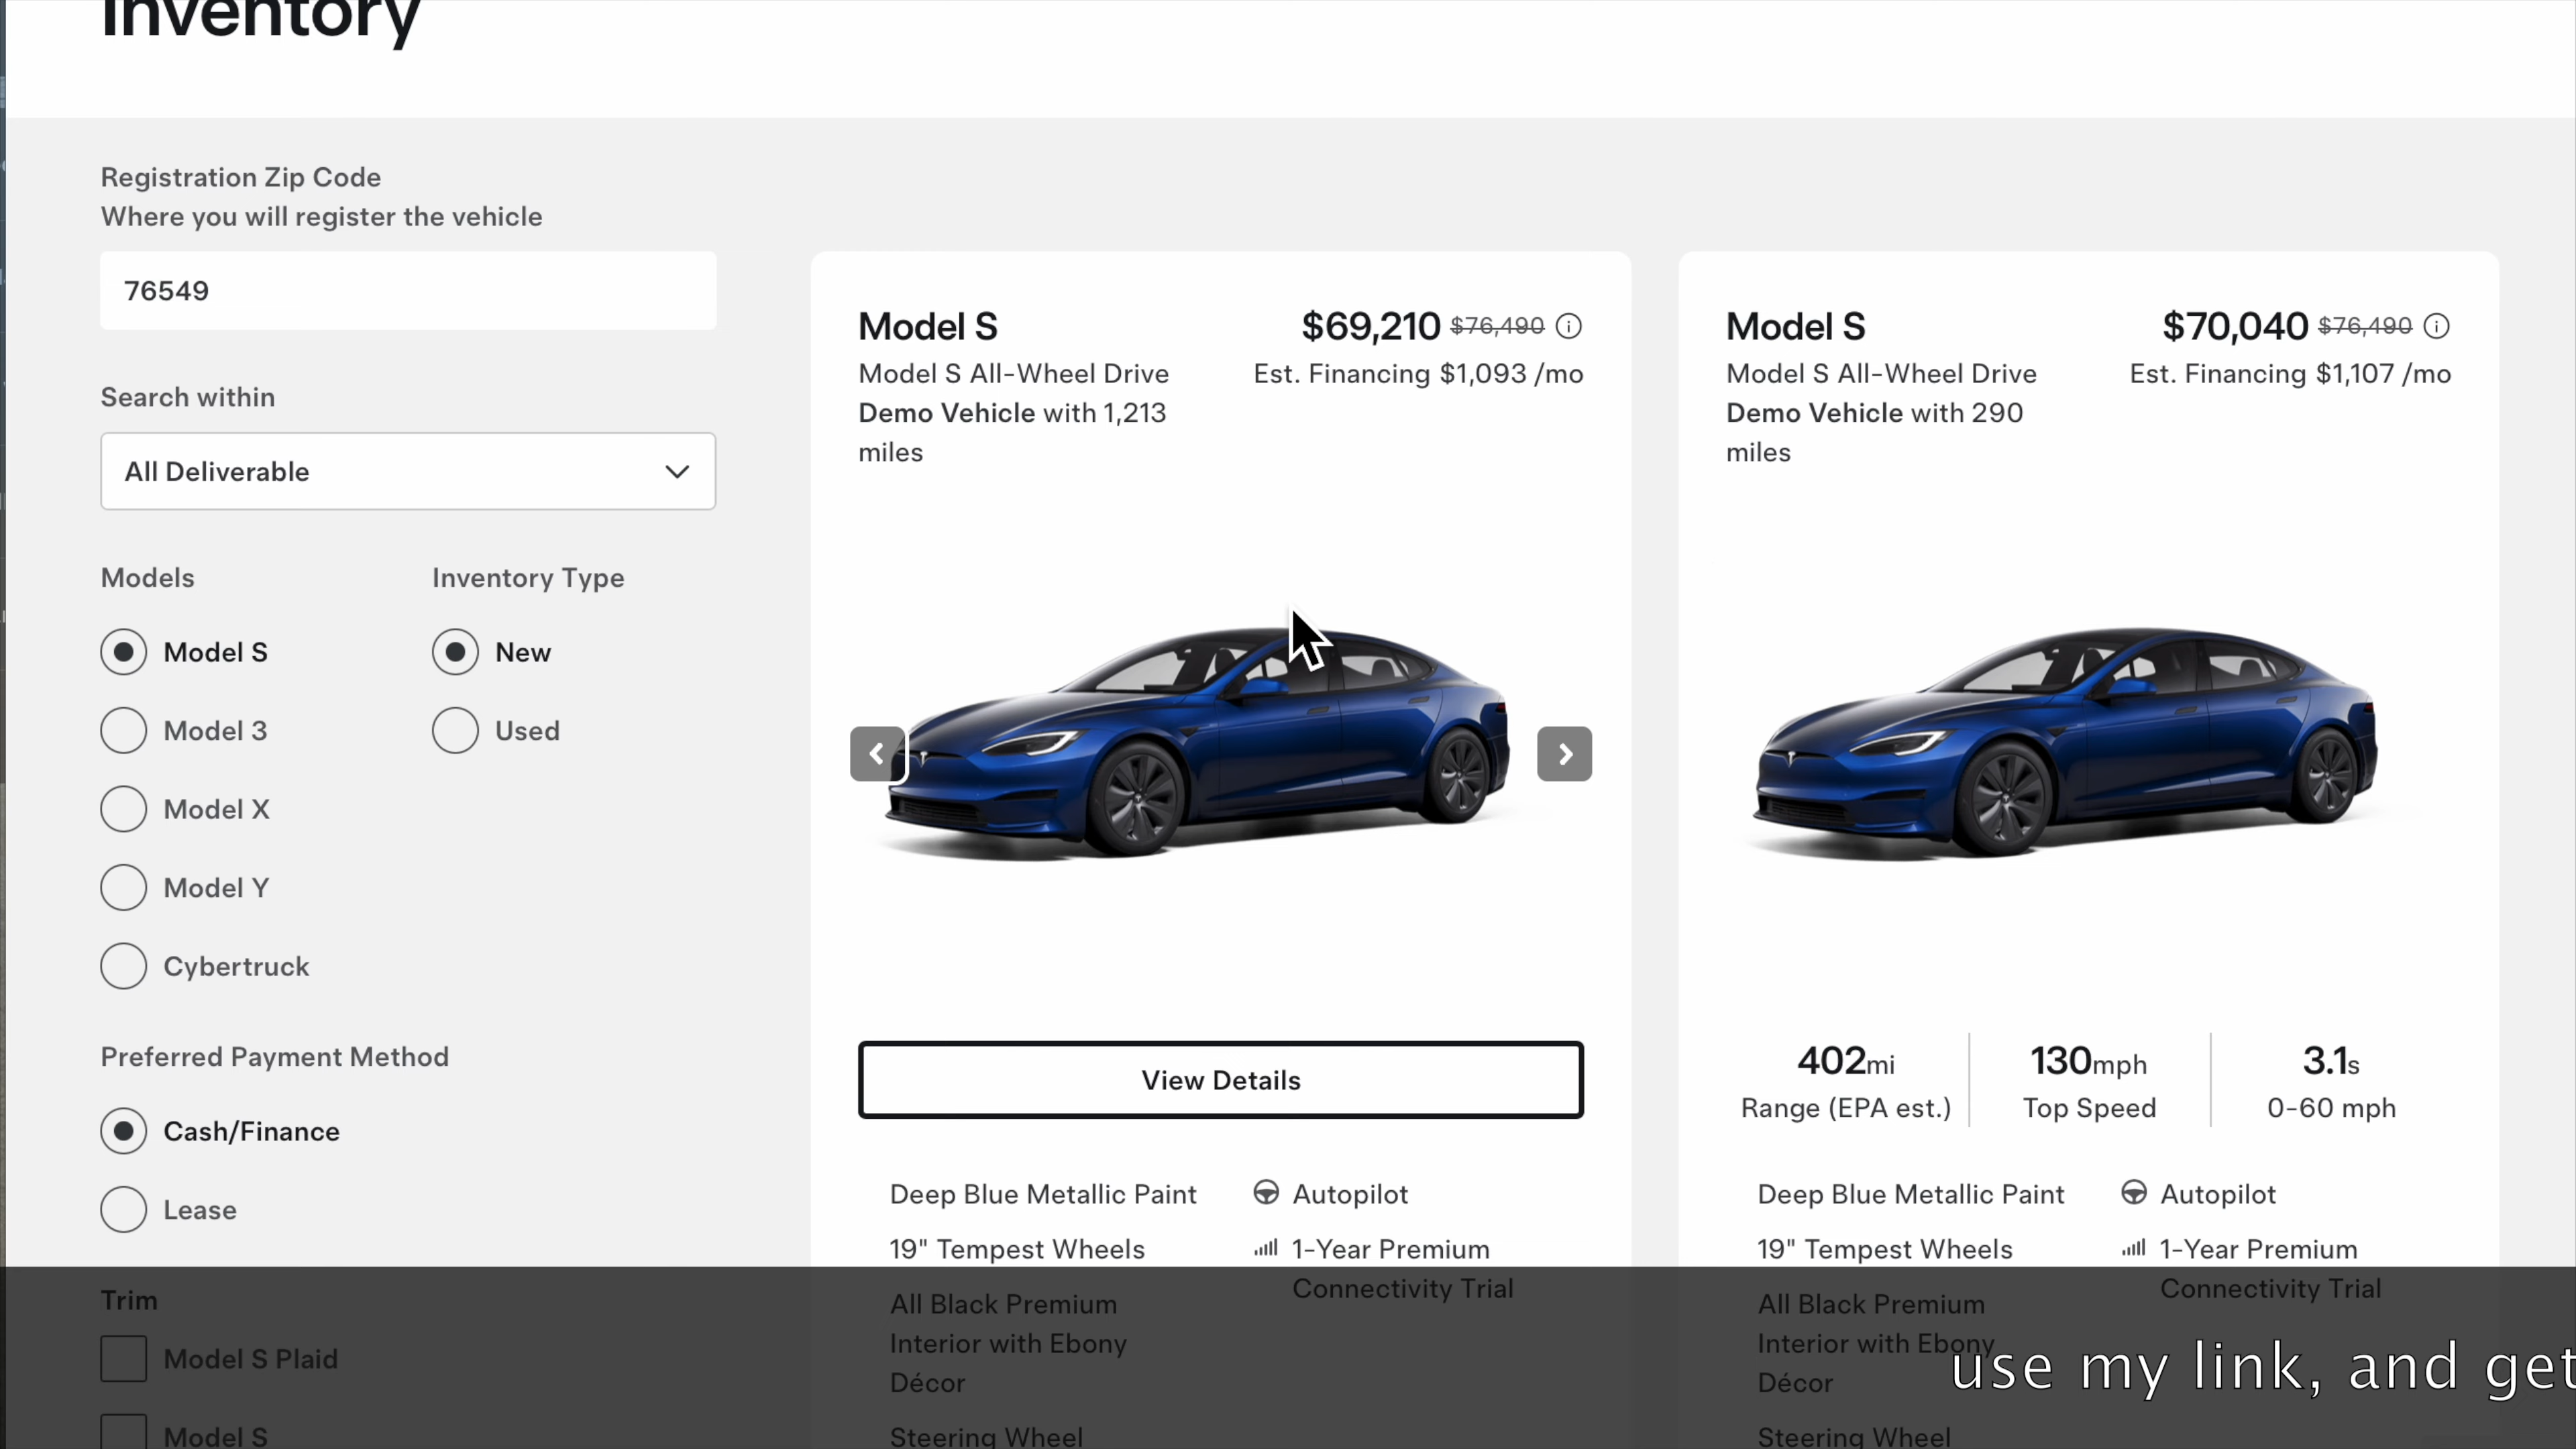 Inventory
Registration Zip Code
Where you will register the vehicle
76549
Search within
All Deliverable
Models
Inventory Type
Model S
New
Model 3
Used
Model X
Model Y
Cybertruck
Preferred Payment Method
Cash/Finance
Lease
Trim
Model S Plaid
Model S
Model S
$69,210 $76,490
Model S All-Wheel Drive
Est. Financing $1,093 /mo
Demo Vehicle with 1,213
miles
View Details
Deep Blue Metallic Paint
Autopilot
19" Tempest Wheels
1-Year Premium
Connectivity Trial
All Black Premium
Interior with Ebony
Décor
Steering Wheel
Model S
$70,040 $76,490
Model S All-Wheel Drive
Est. Financing $1,107 /mo
Demo Vehicle with 290
miles
402mi
Range (EPA est.)
130mph
Top Speed
3.1s
0-60 mph
Deep Blue Metallic Paint
Autopilot
19" Tempest Wheels
1-Year Premium
Connectivity Trial
All Black Premium
Interior with Ebony
Décor
Steering Wheel
use my link, and get